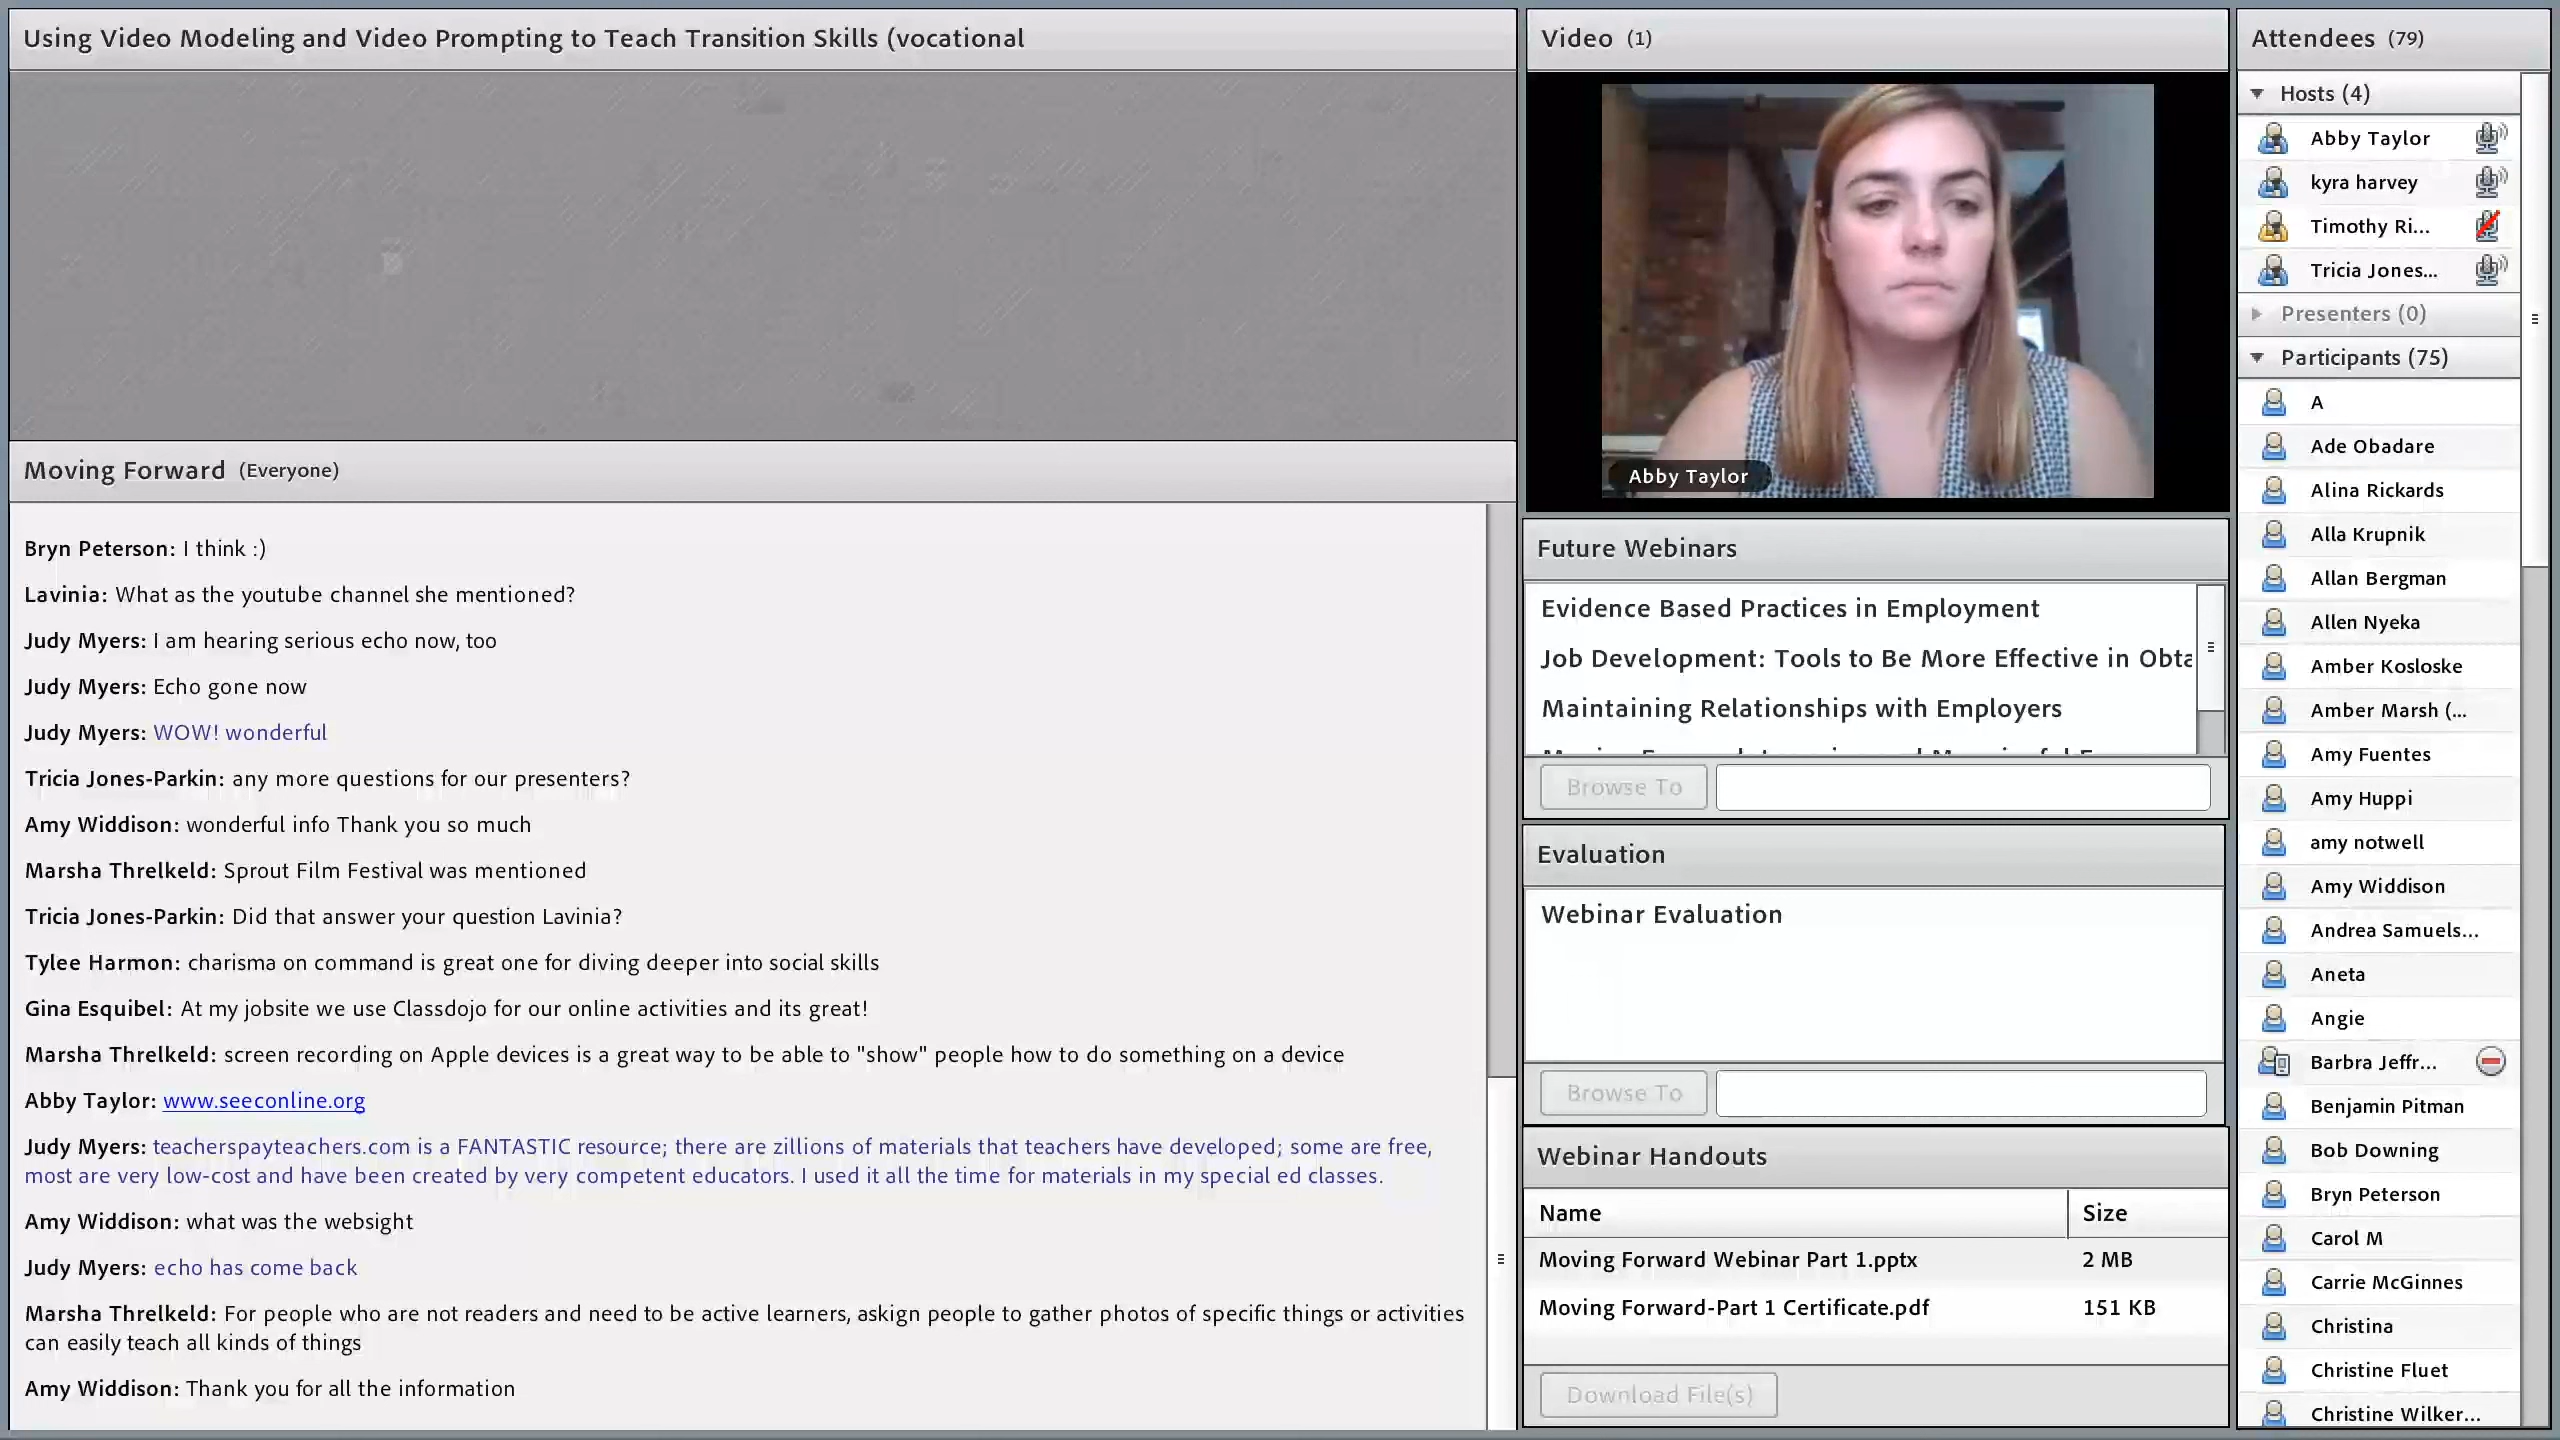 Using Video Modeling and Video Prompting to Teach Transition Skills (vocational
Moving Forward (Everyone)
Bryn Peterson: I think :)
Lavinia: What as the youtube channel she mentioned?
Judy Myers: I am hearing serious echo now, too
Judy Myers: Echo gone now
Judy Myers: WOW! wonderful
Tricia Jones-Parkin: any more questions for our presenters?
Amy Widdison: wonderful info Thank you so much
Marsha Threlkeld: Sprout Film Festival was mentioned
Tricia Jones-Parkin: Did that answer your question Lavinia?
Tylee Harmon: charisma on command is great one for diving deeper into social skills
Gina Esquibel: At my jobsite we use Classdojo for our online activities and its great!
Marsha Threlkeld: screen recording on Apple devices is a great way to be able to "show" people how to do something on a device
Abby Taylor: www.seeconline.org
Judy Myers: teacherspayteachers.com is a FANTASTIC resource; there are zillions of materials that teachers have developed; some are free,
most are very low-cost and have been created by very competent educators. I used it all the time for materials in my special ed classes.
Amy Widdison: what was the websight
Judy Myers: echo has come back
Marsha Threlkeld: For people who are not readers and need to be active learners, askign people to gather photos of specific things or activities
can easily teach all kinds of things
Amy Widdison: Thank you for all the information
Video (1)
Abby Taylor
Future Webinars
Evidence Based Practices in Employment
Job Development: Tools to Be More Effective in Obta
Maintaining Relationships with Employers
Browse To
Evaluation
Webinar Evaluation
Browse To
Webinar Handouts
Name Size
Moving Forward Webinar Part 1.pptx 2 MB
Moving Forward-Part 1 Certificate.pdf 151 KB
Download File(s)
Attendees (79)
Hosts (4)
Abby Taylor
kyra harvey
Timothy Ri...
Tricia Jones...
Presenters (0)
Participants (75)
A
Ade Obadare
Alina Rickards
Alla Krupnik
Allan Bergman
Allen Nyeka
Amber Kosloske
Amber Marsh (...
Amy Fuentes
Amy Huppi
amy notwell
Amy Widdison
Andrea Samuels...
Aneta
Angie
Barbra Jeffr...
Benjamin Pitman
Bob Downing
Bryn Peterson
Carol M
Carrie McGinnes
Christina
Christine Fluet
Christine Wilker...